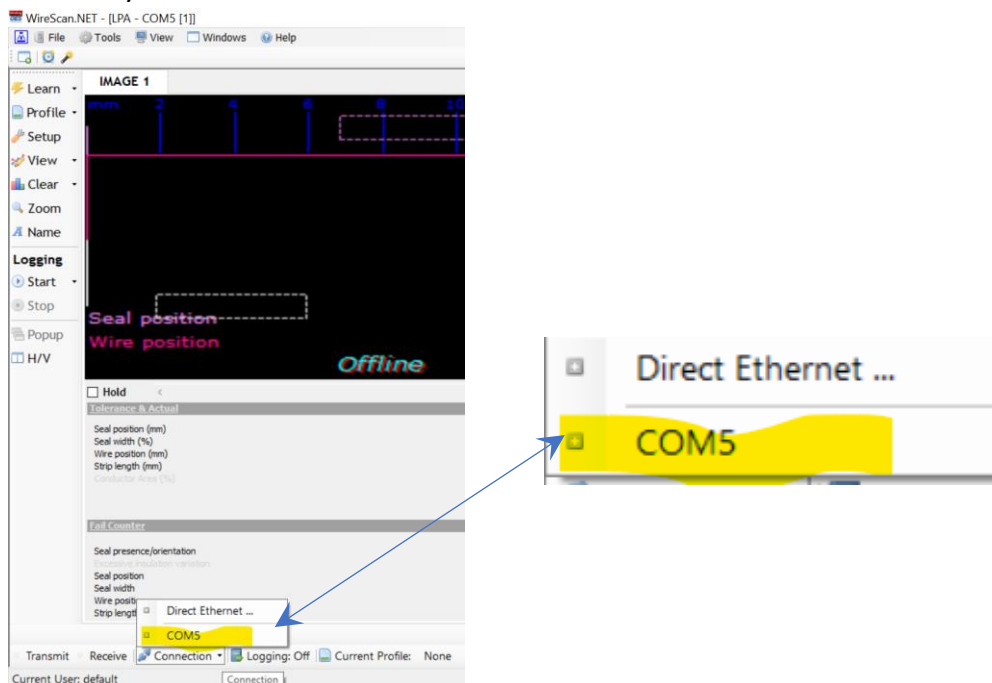 WireScan.NET - [LPA - COM5 [1]]
File Tools View Windows Help
IMAGE 1
Learn
Profile
Setup
View
Clear
Zoom
Name
Logging
Start
Stop
Popup
H/V
mm 2 4 6 8 10
Seal position
Wire position
Offline
Hold
Tolerance & Actual
Seal position (mm)
Seal width (%)
Wire position (mm)
Strip length (mm)
Conductor Area (%)
Fail Counter
Seal presence/orientation
Excessive insulation variation
Seal position
Seal width
Wire positi
Strip lengt
Direct Ethernet ...
COM5
Transmit Receive Connection Logging: Off Current Profile: None
Current User: default
Connection
Direct Ethernet ...
COM5